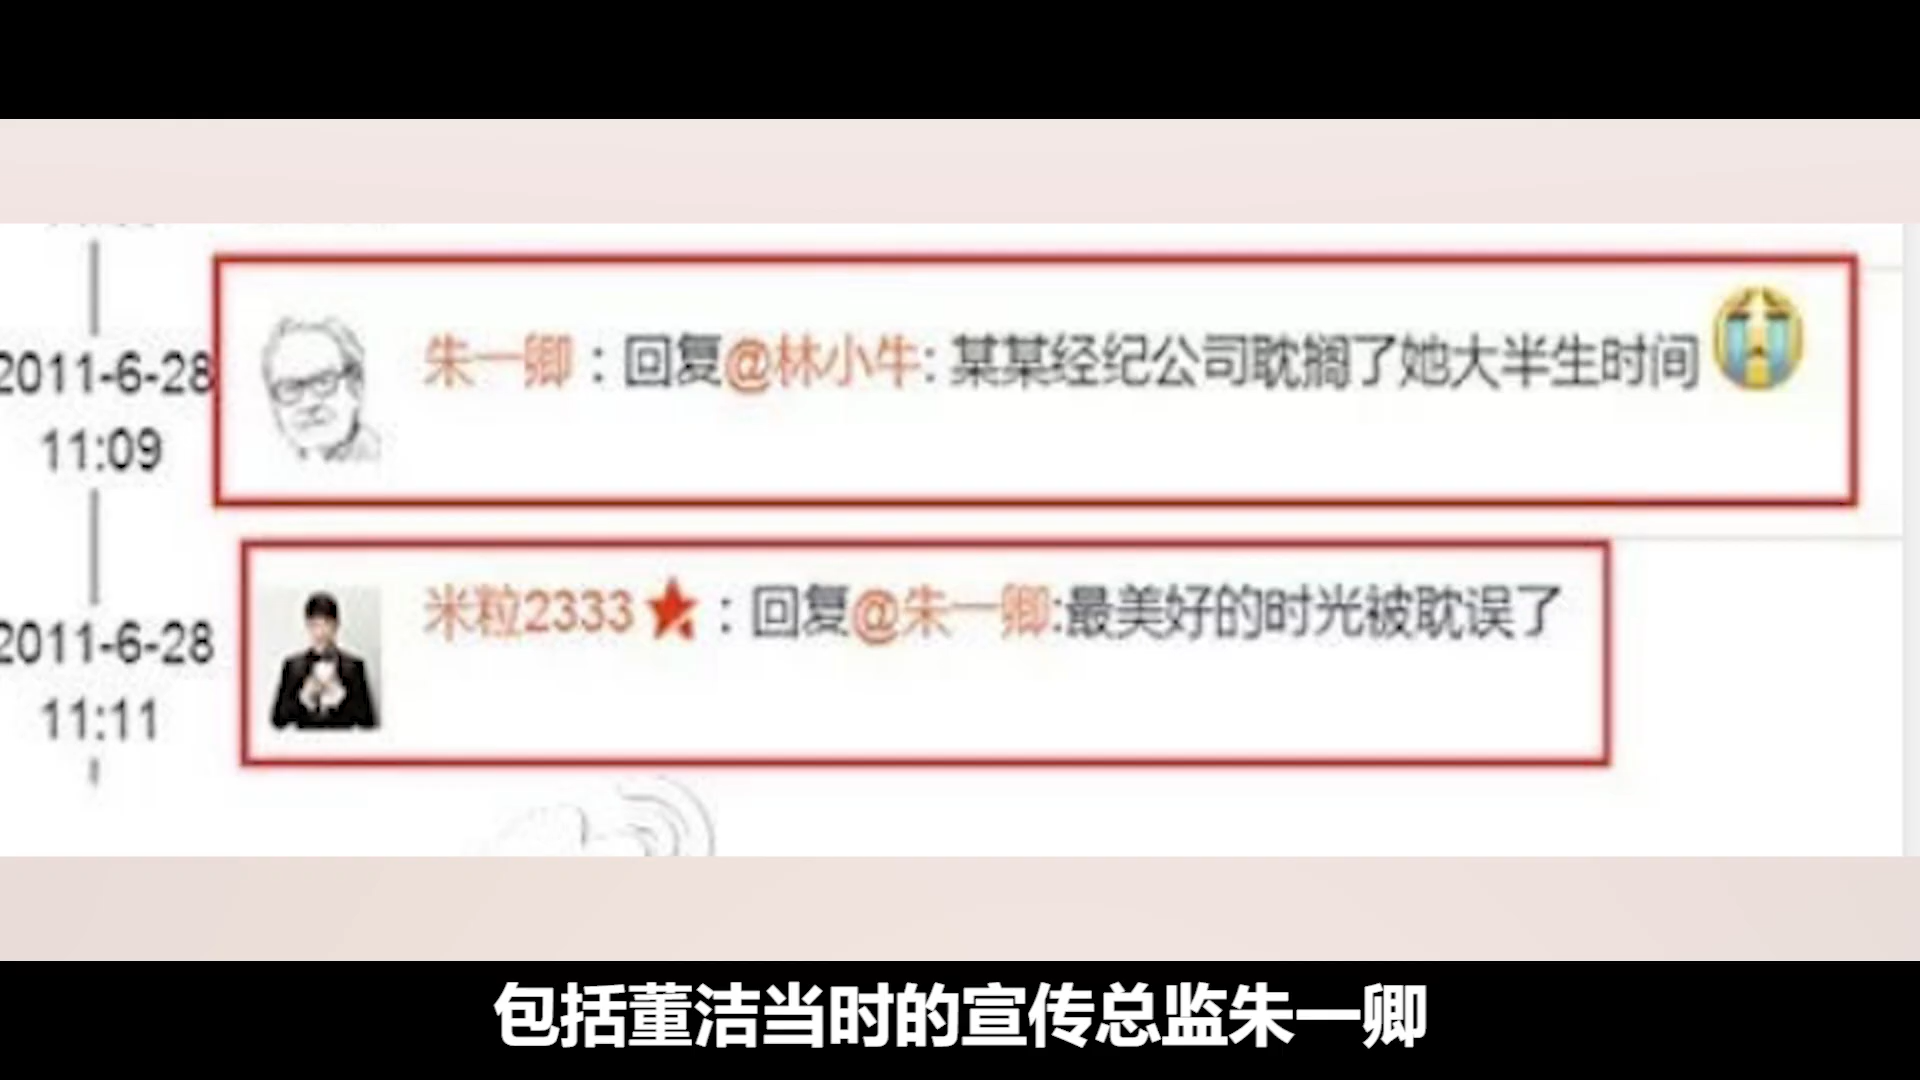 朱一卿：回复@林小牛: 某某经纪公司耽搁了她大半生时间
2011-6-28
11:09
米粒2333：回复@朱一卿:最美好的时光被耽误了
2011-6-28
11:11
包括董洁当时的宣传总监朱一卿